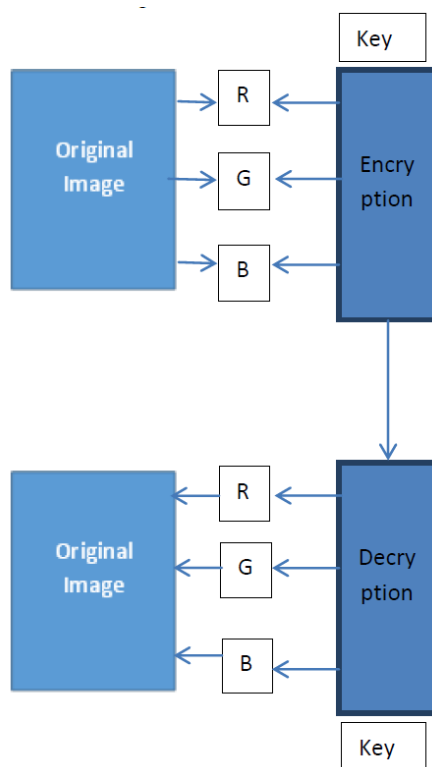 Key
Original
Image
R
G
B
Encry
ption
Original
Image
R
G
B
Decry
ption
Key